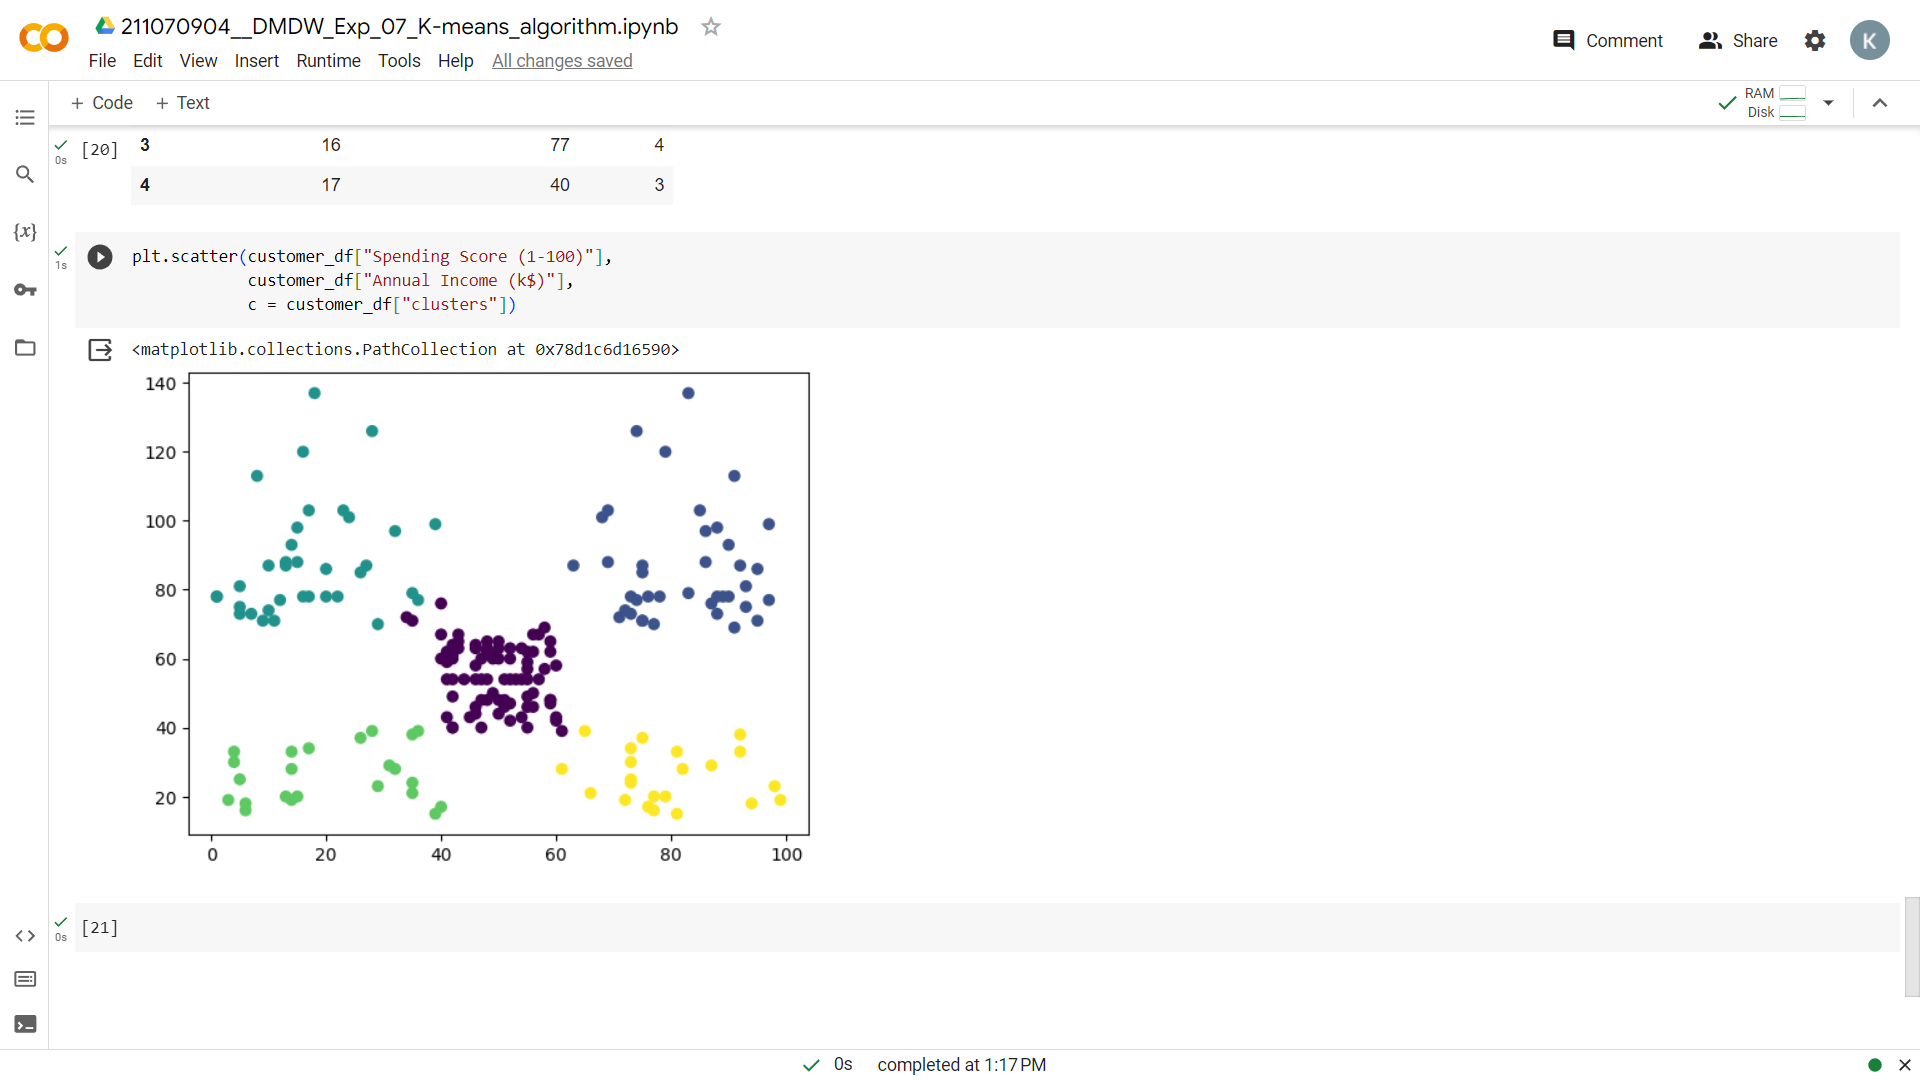 211070904__DMDW_Exp_07_K-means_algorithm.ipynb
File Edit View Insert Runtime Tools Help All changes saved
Comment Share K
+ Code + Text
RAM
Disk
0s [20] 3 16 77 4
4 17 40 3
{x}
1s
plt.scatter(customer_df["Spending Score (1-100)"],
customer_df["Annual Income (k$)"],
c = customer_df["clusters"])
<matplotlib.collections.PathCollection at 0x78d1c6d16590>
140
120
100
80
60
40
20
0 20 40 60 80 100
0s [21]
0s completed at 1:17 PM